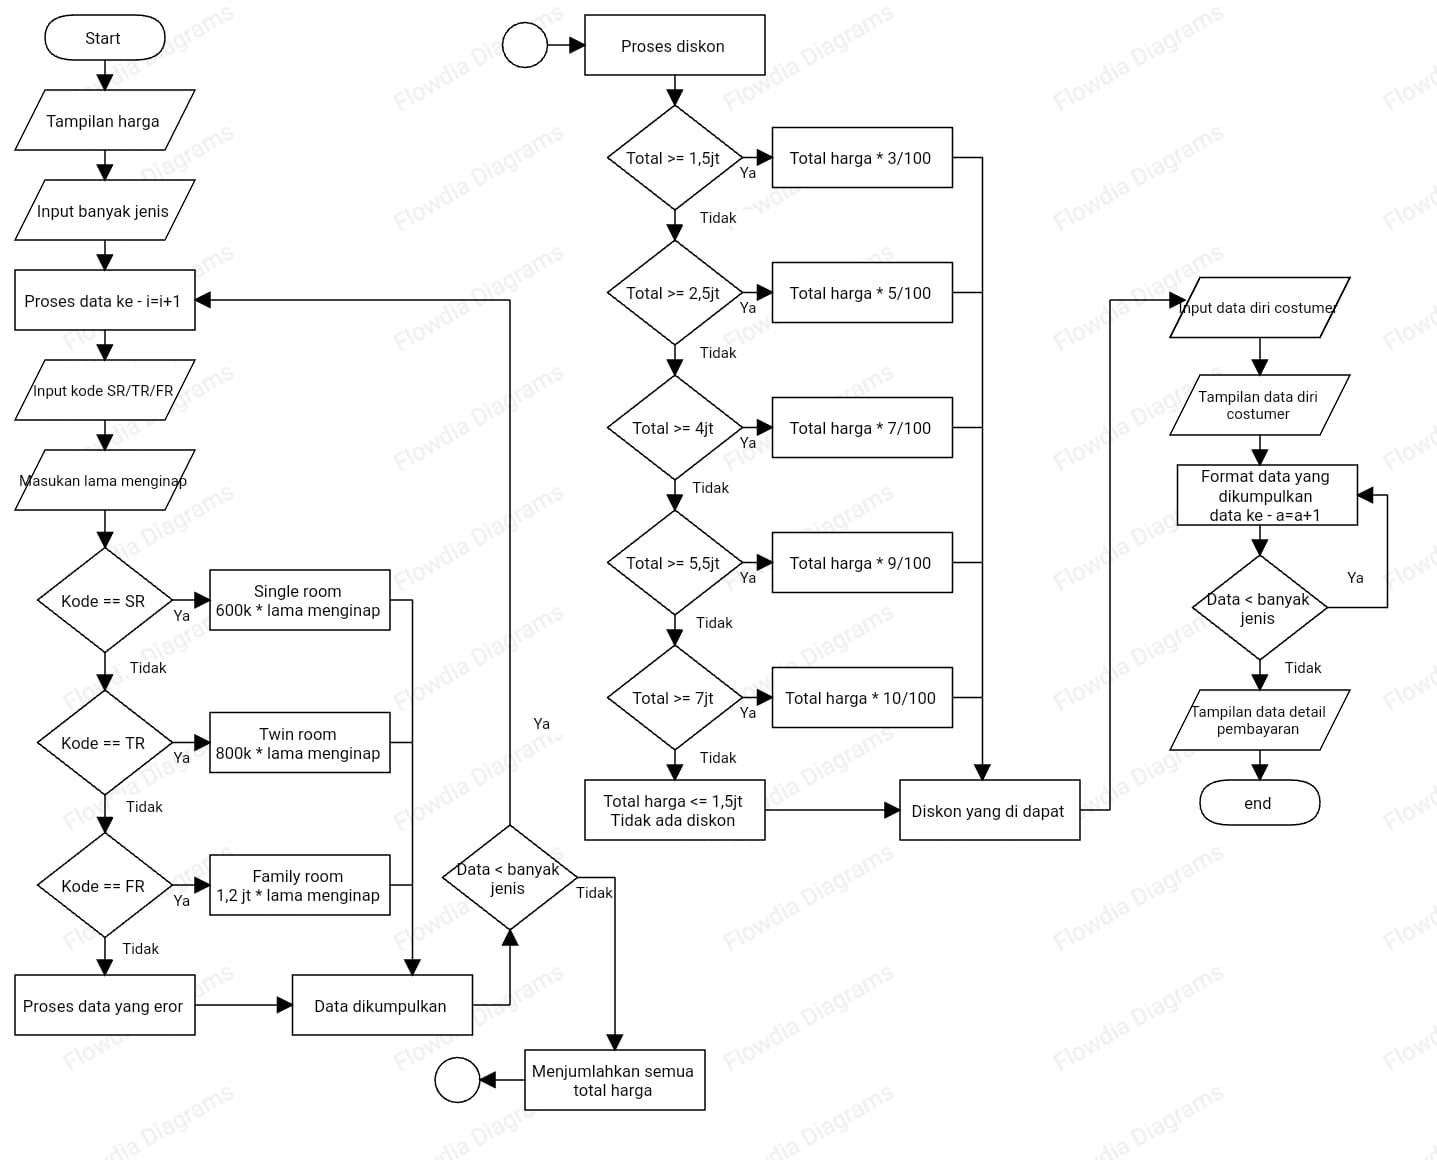 Start
Tampilan harga
Input banyak jenis
Proses data ke - i=i+1
Input kode SR/TR/FR
Masukan lama menginap
Kode == SR
Ya
Single room
600k * lama menginap
Tidak
Kode == TR
Ya
Twin room
800k * lama menginap
Tidak
Kode == FR
Ya
Family room
1,2 jt * lama menginap
Tidak
Proses data yang eror
Data dikumpulkan
Data < banyak
jenis
Ya
Tidak
Menjumlahkan semua
total harga
Proses diskon
Total >= 1,5jt
Ya
Total harga * 3/100
Tidak
Total >= 2,5jt
Ya
Total harga * 5/100
Tidak
Total >= 4jt
Ya
Total harga * 7/100
Tidak
Total >= 5,5jt
Ya
Total harga * 9/100
Tidak
Total >= 7jt
Ya
Total harga * 10/100
Tidak
Total harga <= 1,5jt
Tidak ada diskon
Diskon yang di dapat
Input data diri costumer
Tampilan data diri
costumer
Format data yang
dikumpulkan
data ke - a=a+1
Data < banyak
jenis
Ya
Tidak
Tampilan data detail
pembayaran
end
Flowdia Diagrams